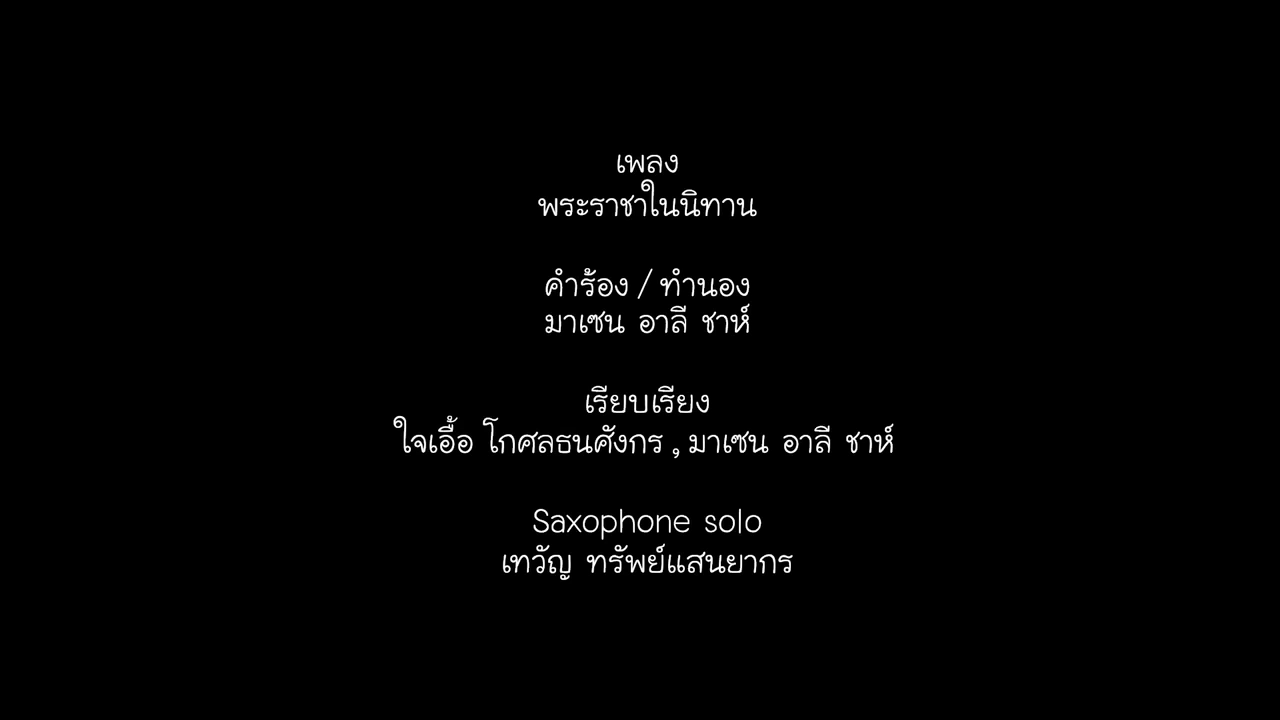 เพลง
พระราชาในนิทาน
คำร้อง / ทำนอง
มาเซน อาลี ชาห์
เรียบเรียง
ใจเอื้อ โกศลธนศังกร , มาเซน อาลี ชาห์
Saxophone solo
เทวัญ ทรัพย์แสนยากร